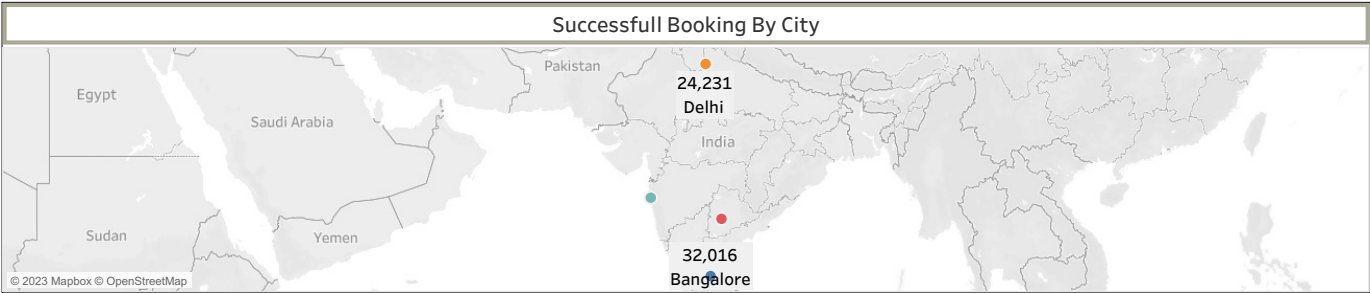 Successfull Booking By City
Pakistan
24,231
Egypt
Delhi
Saudi Arabia
India
Sudan
Yemen
32,016
Bangalore
© 2023 Mapbox © OpenStreetMap